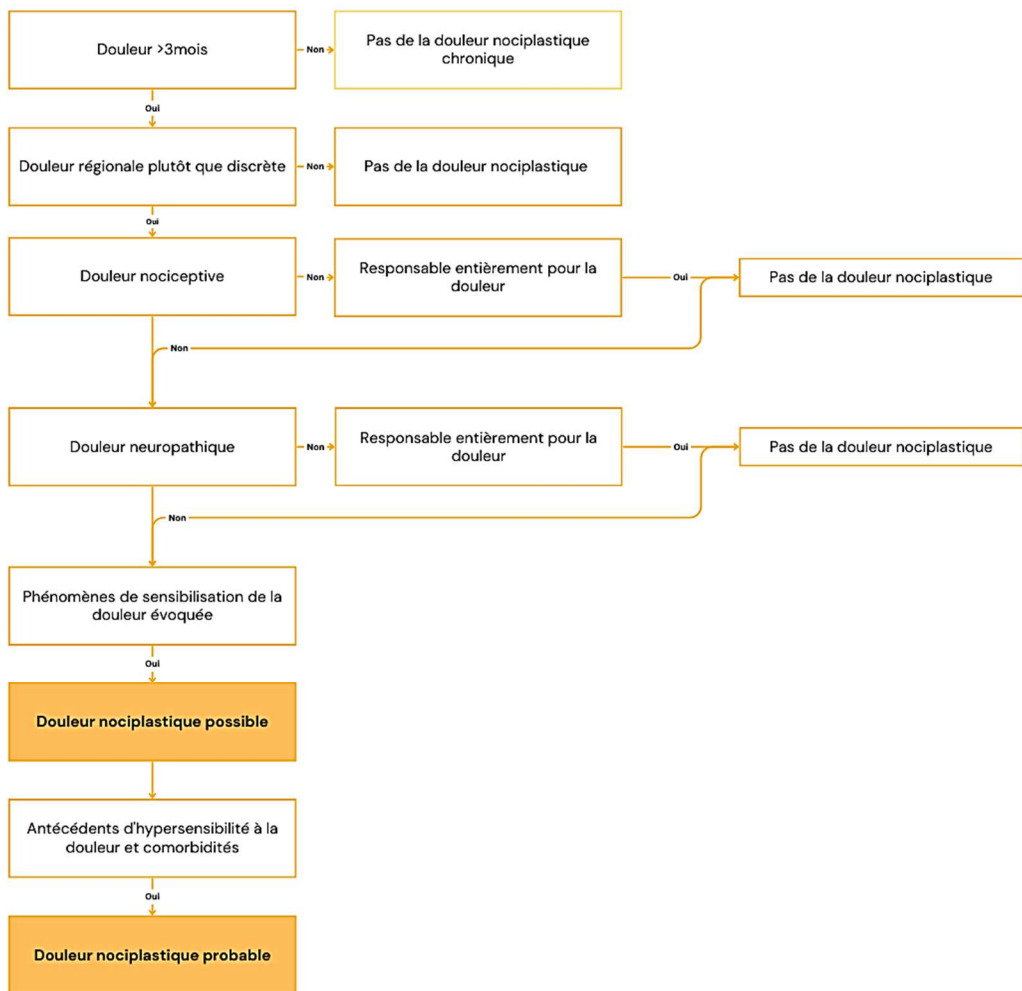 Douleur >3mois
Non
Pas de la douleur nociplastique
chronique
Oui
Douleur régionale plutôt que discrète
Non
Pas de la douleur nociplastique
Oui
Douleur nociceptive
Non
Responsable entièrement pour la
douleur
Oui
Pas de la douleur nociplastique
Non
Douleur neuropathique
Non
Responsable entièrement pour la
douleur
Oui
Pas de la douleur nociplastique
Non
Phénomènes de sensibilisation de la
douleur évoquée
Oui
Douleur nociplastique possible
Antécédents d'hypersensibilité à la
douleur et comorbidités
Oui
Douleur nociplastique probable